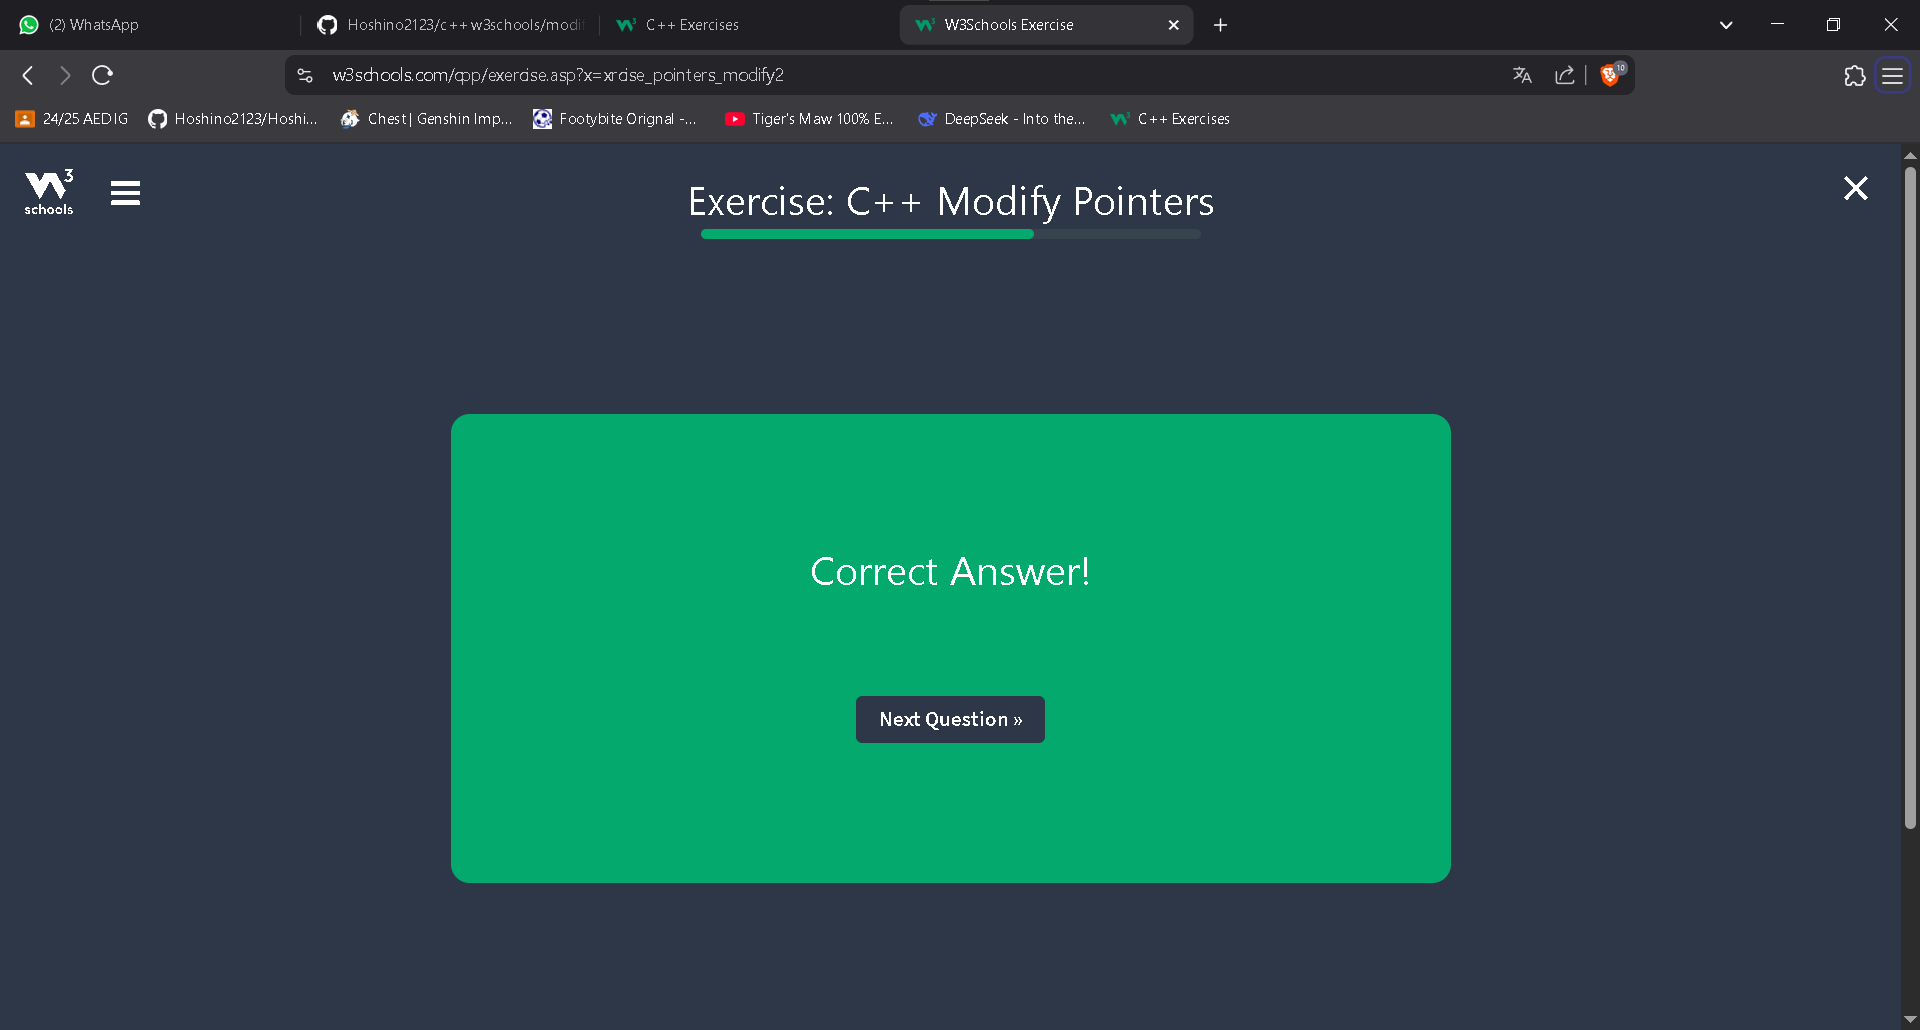 (2) WhatsApp
Hoshino2123/c++ w3schools/modi
C++ Exercises
W3Schools Exercise
w3schools.com/cpp/exercise.asp?x=xrcise_pointers_modify2
10
24/25 AEDIG
Hoshino2123/Hoshi...
Chest | Genshin Imp...
Footybite Orignal -...
Tiger's Maw 100% E...
DeepSeek - Into the...
C++ Exercises
W3
schools
Exercise: C++ Modify Pointers
Correct Answer!
Next Question »